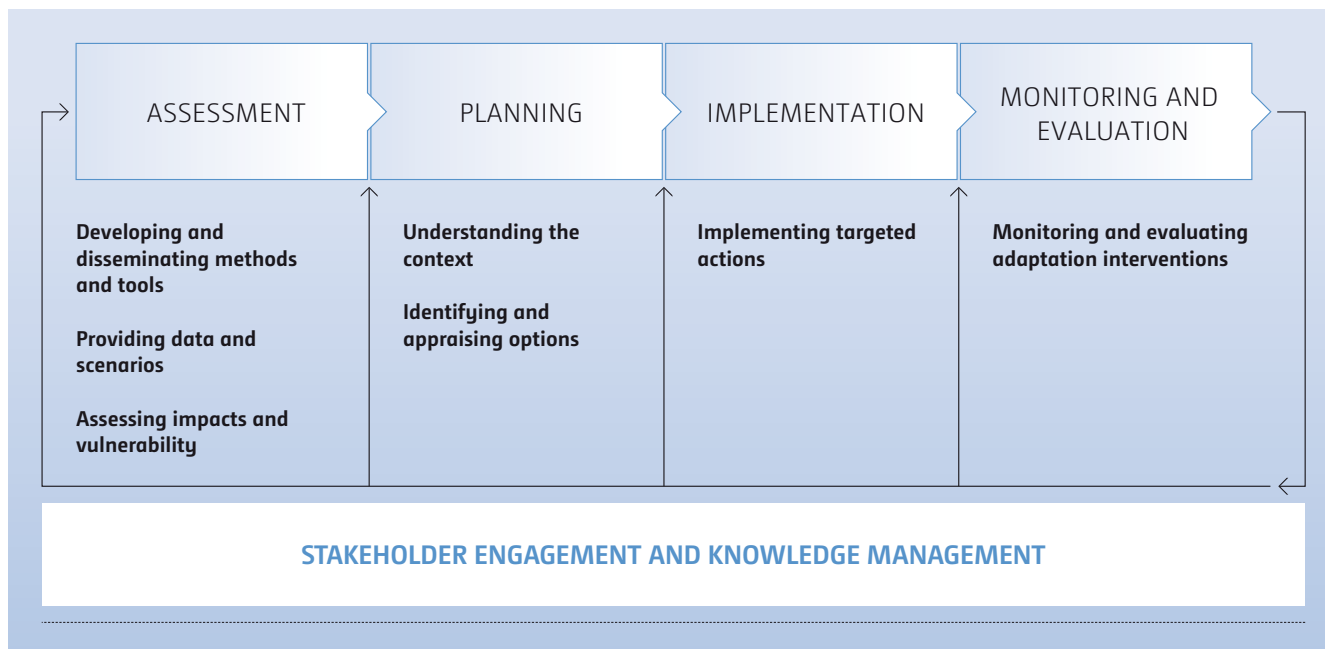 ASSESSMENT
PLANNING
IMPLEMENTATION
MONITORING AND
EVALUATION
Developing and
disseminating methods
and tools
Providing data and
scenarios
Assessing impacts and
vulnerability
Understanding the
context
Identifying and
appraising options
Implementing targeted
actions
Monitoring and evaluating
adaptation interventions
STAKEHOLDER ENGAGEMENT AND KNOWLEDGE MANAGEMENT